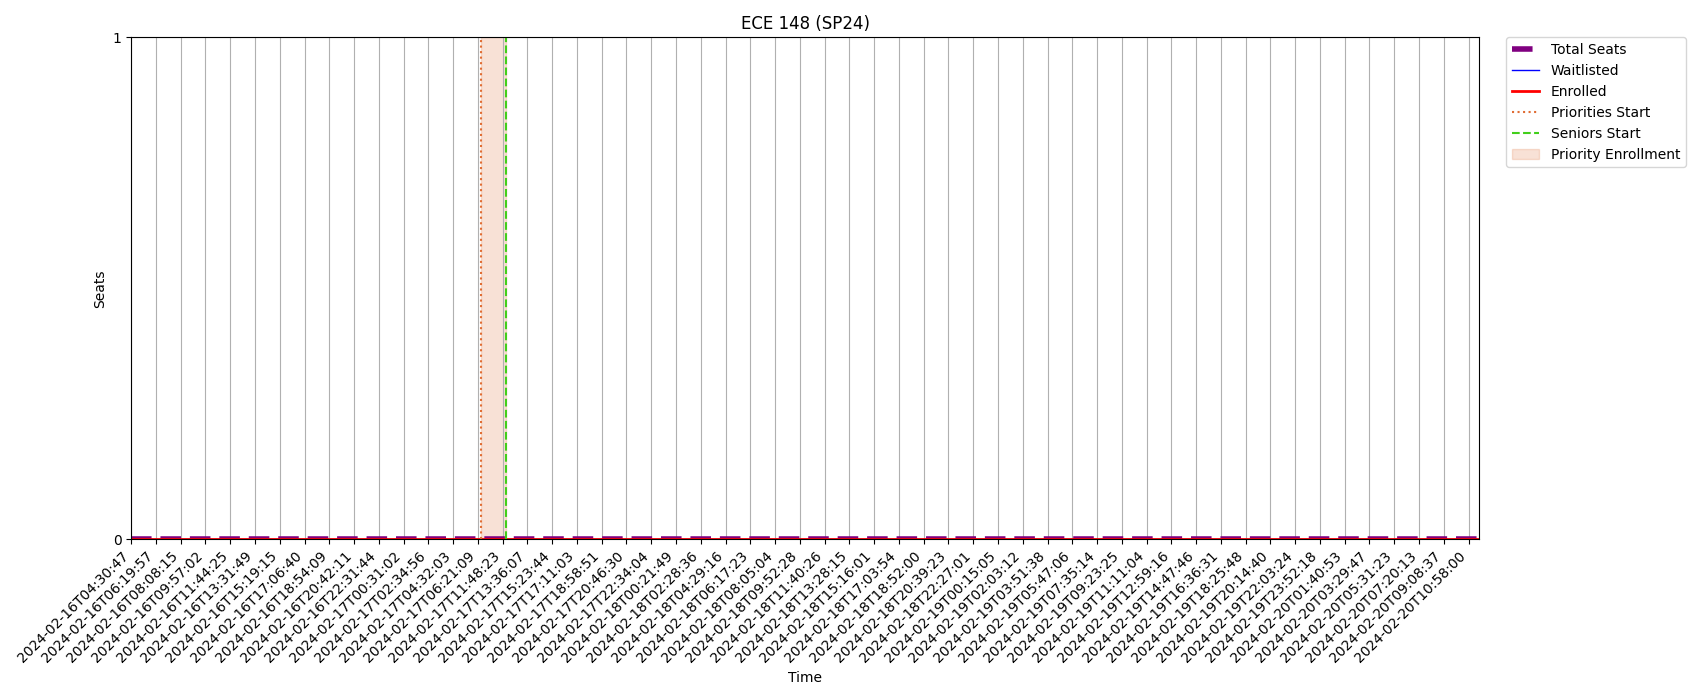 ECE 148 (SP24)
1
0
Seats
Total Seats
Waitlisted
Enrolled
Priorities Start
Seniors Start
Priority Enrollment
2024-02-16T04:30:47
2024-02-16T06:19:57
2024-02-16T08:08:15
2024-02-16T09:57:02
2024-02-16T11:44:25
2024-02-16T13:31:49
2024-02-16T15:19:15
2024-02-16T17:06:40
2024-02-16T18:54:09
2024-02-16T20:42:11
2024-02-16T22:31:44
2024-02-17T00:31:02
2024-02-17T02:34:56
2024-02-17T04:32:03
2024-02-17T06:21:09
2024-02-17T11:48:23
2024-02-17T13:36:07
2024-02-17T15:23:44
2024-02-17T17:11:03
2024-02-17T18:58:51
2024-02-17T20:46:30
2024-02-17T22:34:04
2024-02-18T00:21:49
2024-02-18T02:28:36
2024-02-18T04:29:16
2024-02-18T06:17:23
2024-02-18T08:05:04
2024-02-18T09:52:28
2024-02-18T11:40:26
2024-02-18T13:28:15
2024-02-18T15:16:01
2024-02-18T17:03:54
2024-02-18T18:52:00
2024-02-18T20:39:23
2024-02-18T22:27:01
2024-02-19T00:15:05
2024-02-19T02:03:12
2024-02-19T03:51:38
2024-02-19T05:47:06
2024-02-19T07:35:14
2024-02-19T09:23:25
2024-02-19T11:11:04
2024-02-19T12:59:16
2024-02-19T14:47:46
2024-02-19T16:36:31
2024-02-19T18:25:48
2024-02-19T20:14:40
2024-02-19T22:03:24
2024-02-19T23:52:18
2024-02-20T01:40:53
2024-02-20T03:29:47
2024-02-20T05:31:23
2024-02-20T07:20:13
2024-02-20T09:08:37
2024-02-20T10:58:00
Time